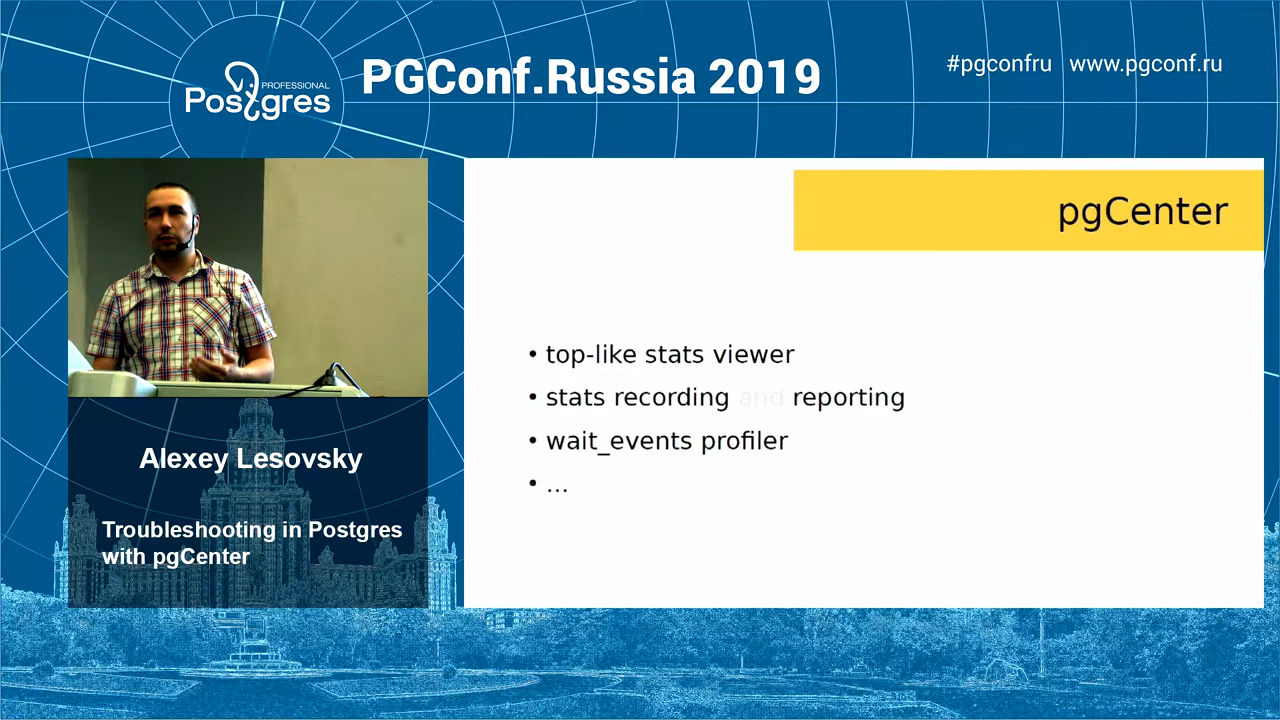 PROFESSIONAL
Postgres
PGConf.Russia 2019
#pgconfru www.pgconf.ru
pgCenter
• top-like stats viewer
• stats recording and reporting
• wait_events profiler
• ...
Alexey Lesovsky
Troubleshooting in Postgres
with pgCenter